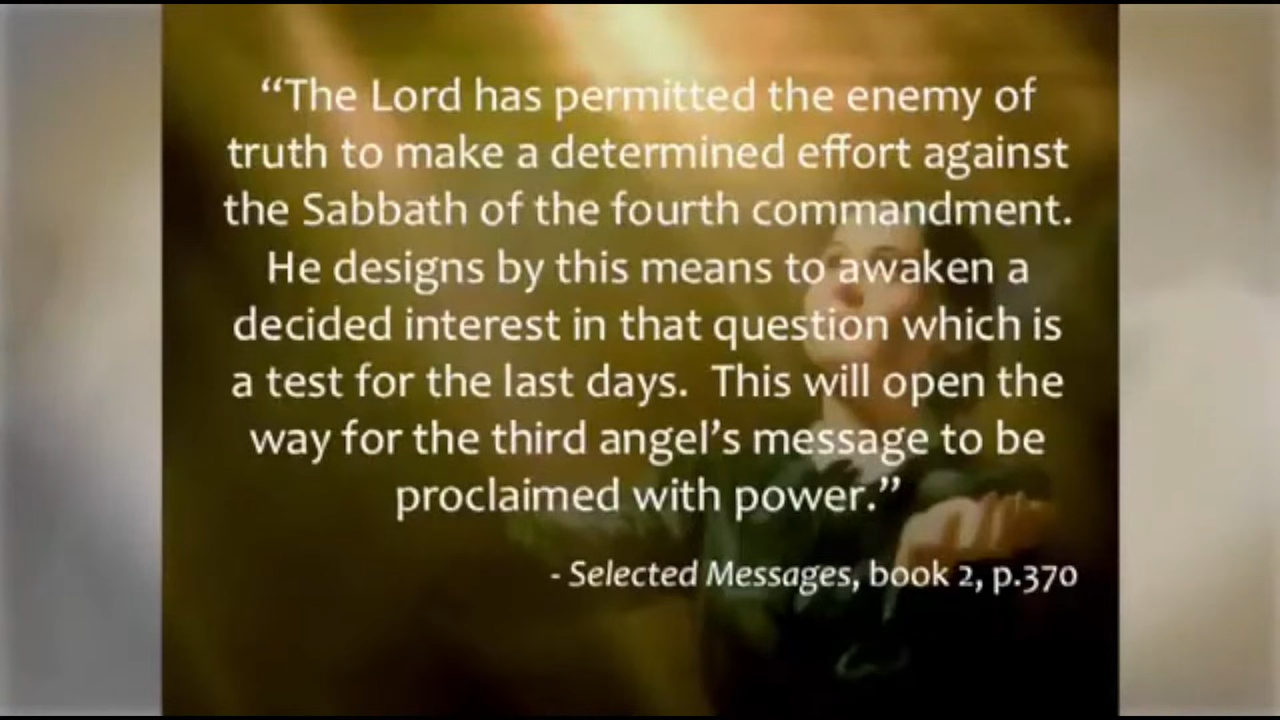 “The Lord has permitted the enemy of
truth to make a determined effort against
the Sabbath of the fourth commandment.
He designs by this means to awaken a
decided interest in that question which is
a test for the last days.  This will open the
way for the third angel’s message to be
proclaimed with power.”
- Selected Messages, book 2, p.370